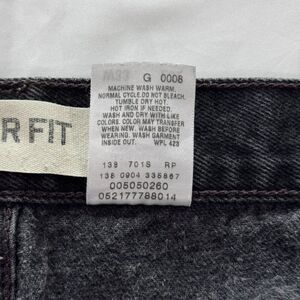 M33 G 0008
MACHINE WASH WARM.
NORMAL CYCLE. DO NOT BLEACH.
TUMBLE DRY HOT.
HOT IRON IF NEEDED.
WASH AND DRY WITH LIKE
COLORS. COLOR MAY TRANSFER
WHEN NEW. WASH BEFORE
WEARING. WASH GARMENT
INSIDE OUT. WPL 423
R FIT
138 701S RP
138 0904 335867
005050260
052177788014